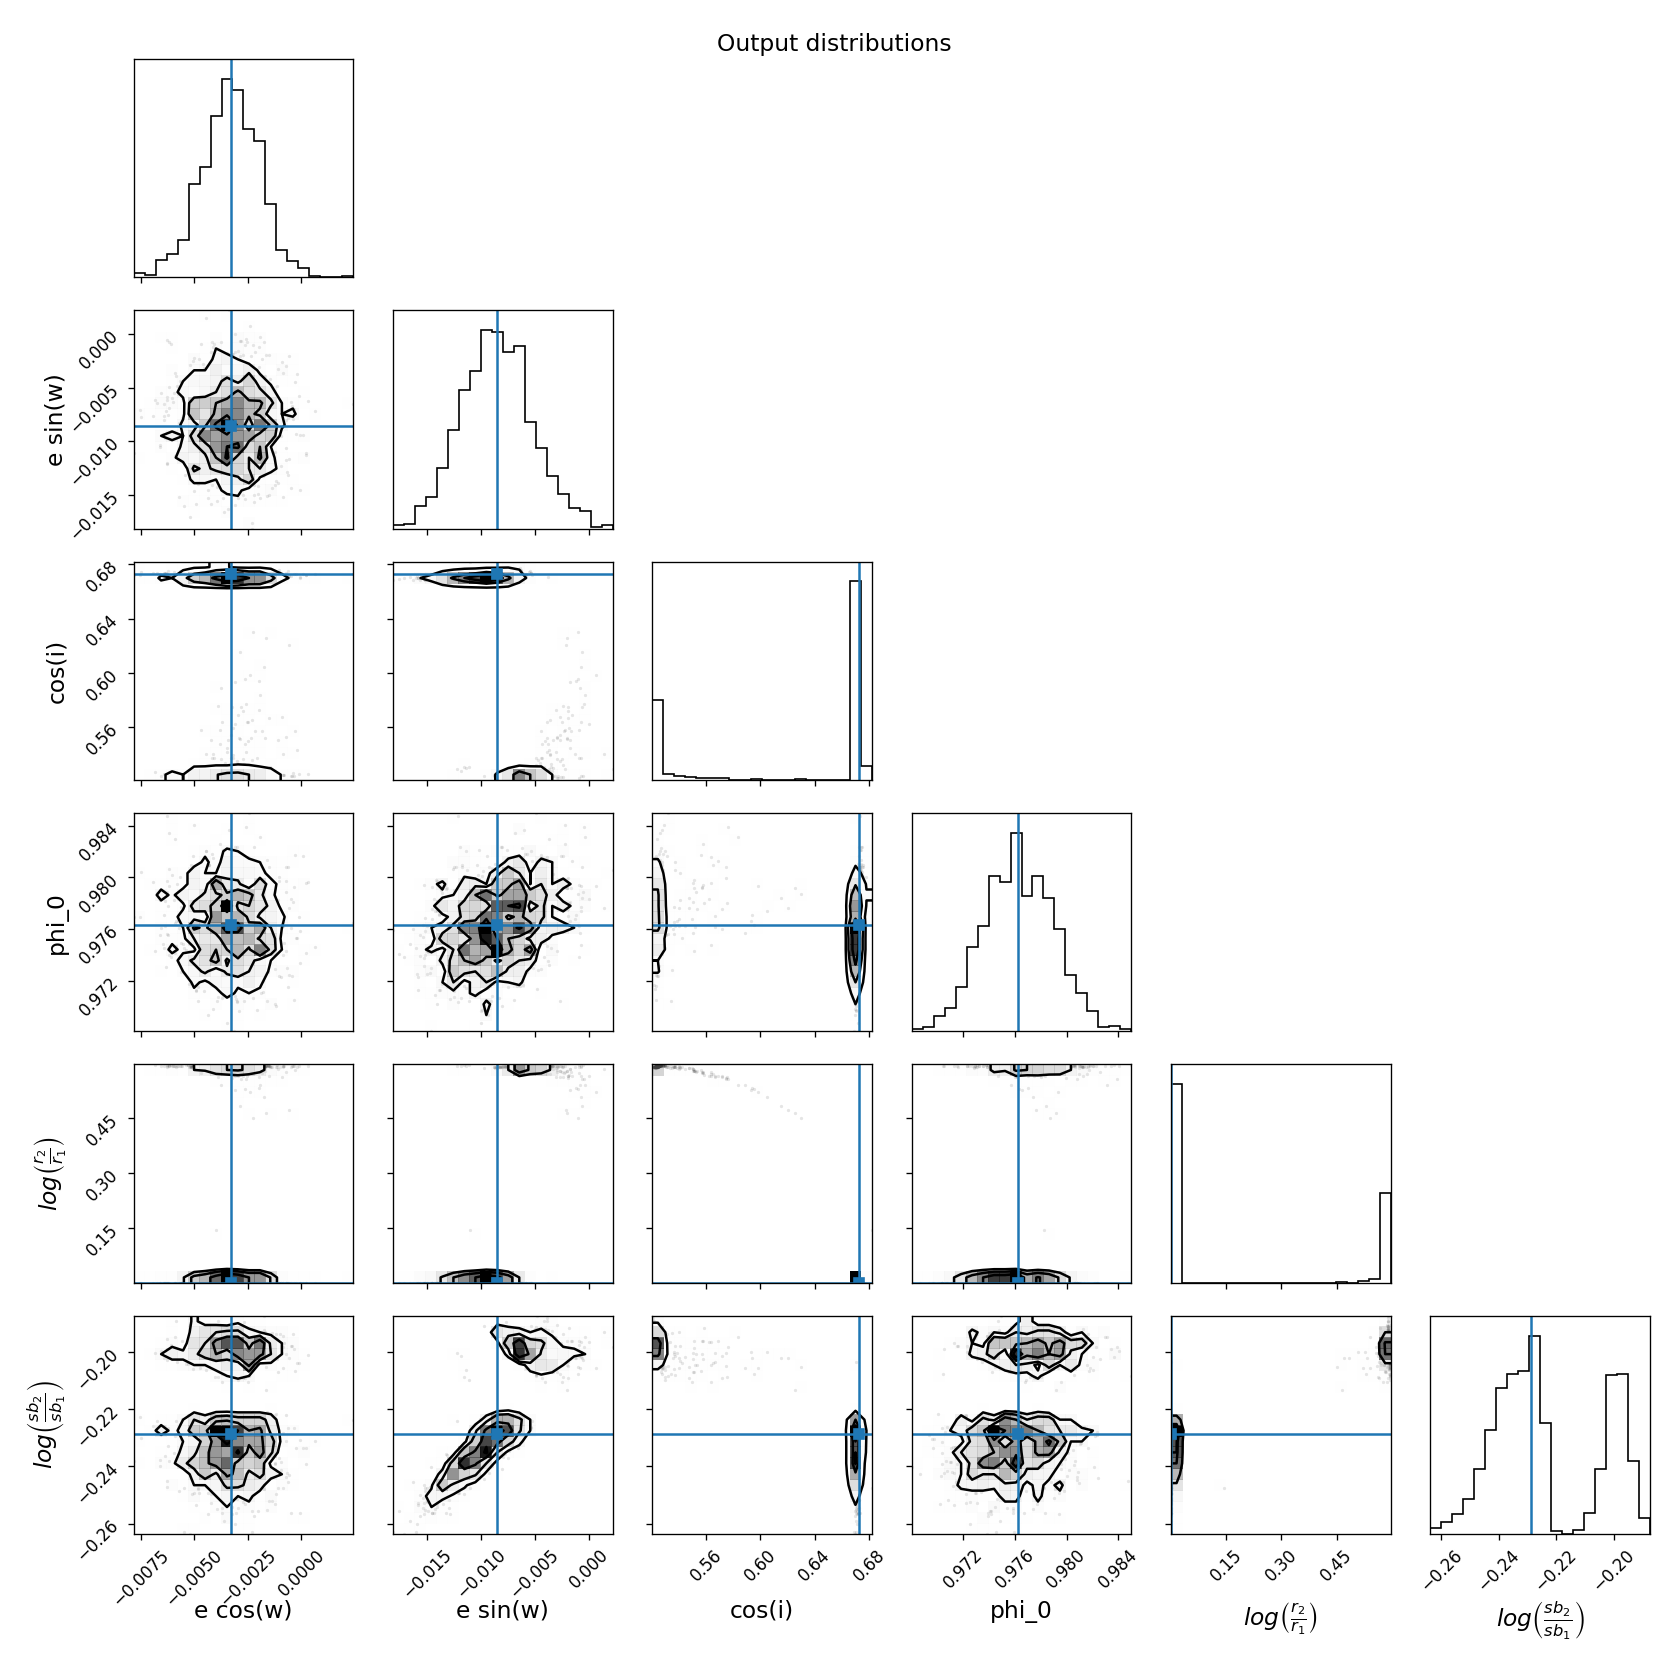 Output distributions
0.000
−0.005
−0.010
−0.015
e sin(w)
0.68
0.64
0.60
0.56
cos(i)
0.984
0.980
0.976
0.972
phi_0
0.45
0.30
0.15
log(r₂/r₁)
−0.20
−0.22
−0.24
−0.26
log(sb₂/sb₁)
−0.0075 −0.0050 −0.0025 0.0000
−0.015 −0.010 −0.005 0.000
0.56 0.60 0.64 0.68
0.972 0.976 0.980 0.984
0.15 0.30 0.45
−0.26 −0.24 −0.22 −0.20
e cos(w)
e sin(w)
cos(i)
phi_0
log(r₂/r₁)
log(sb₂/sb₁)